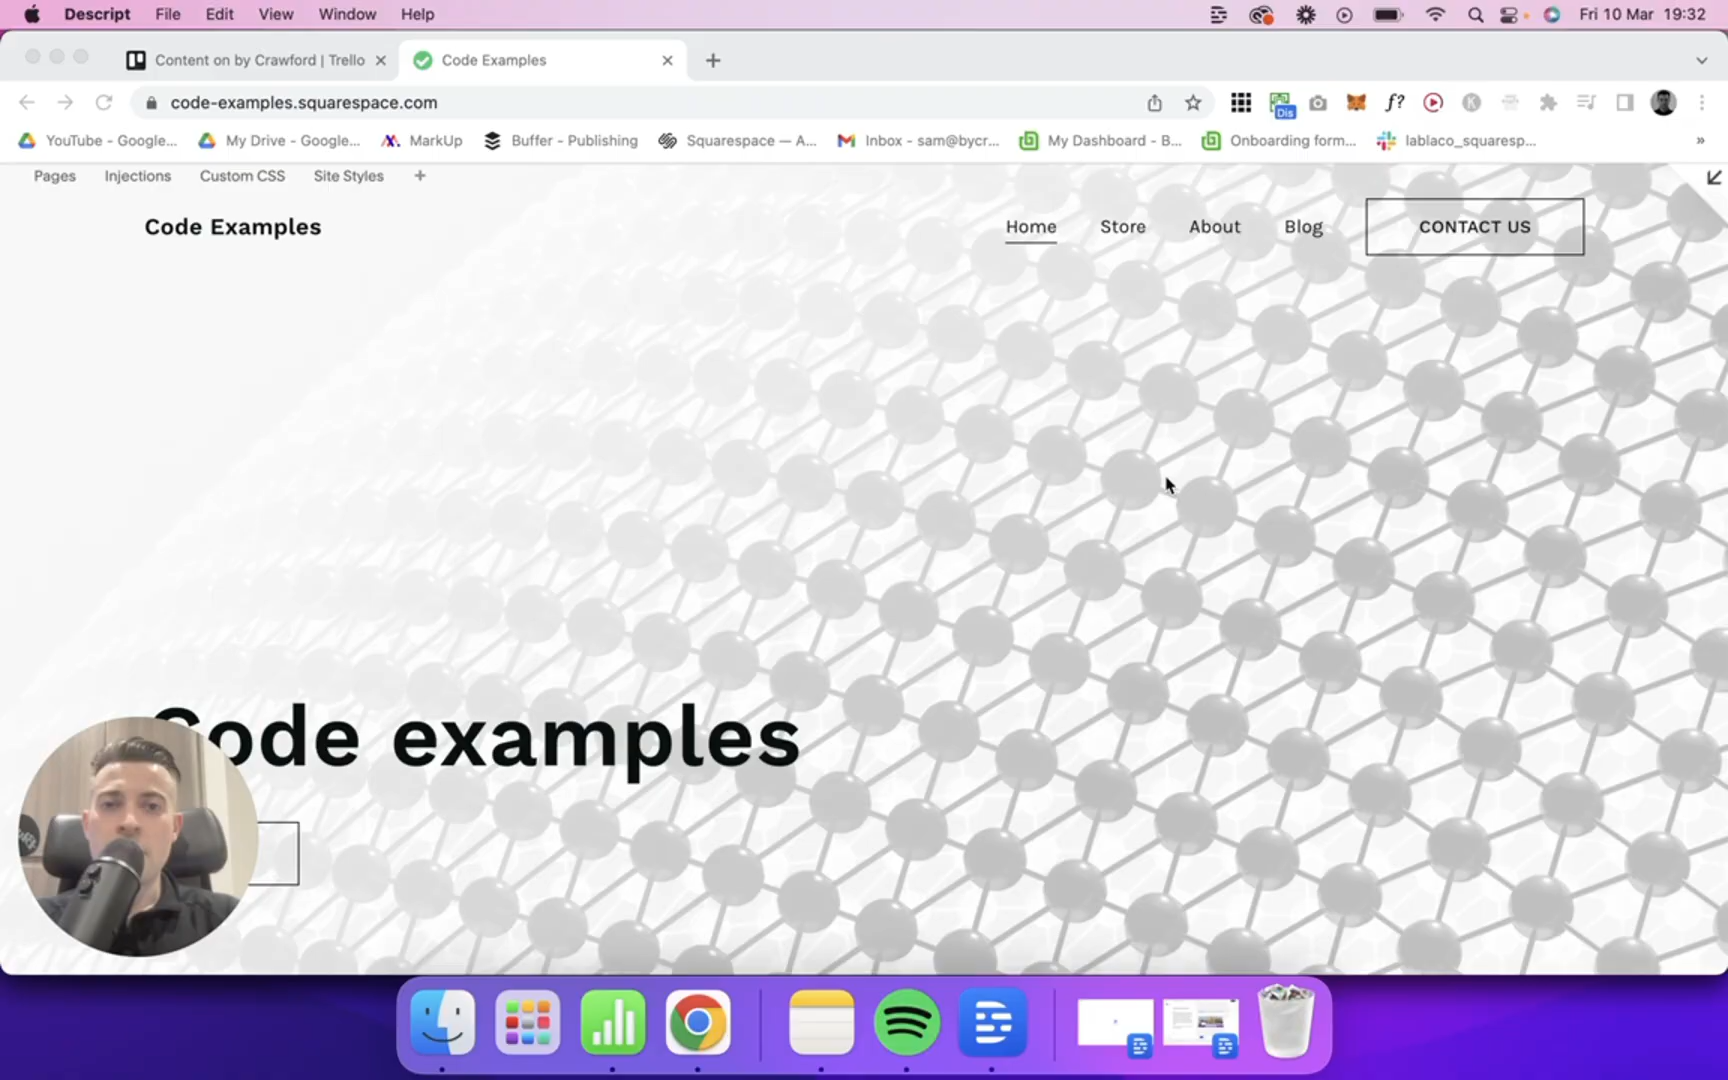 Descript File Edit View Window Help Fri 10 Mar 19:32
Content on by Crawford | Trello Code Examples
code-examples.squarespace.com f? Dis K
YouTube - Google... My Drive - Google... MarkUp Buffer - Publishing Squarespace — A... Inbox - sam@bycr... My Dashboard - B... Onboarding form... lablaco_squaresp... »
Pages Injections Custom CSS Site Styles +
Code Examples Home Store About Blog CONTACT US
Code examples